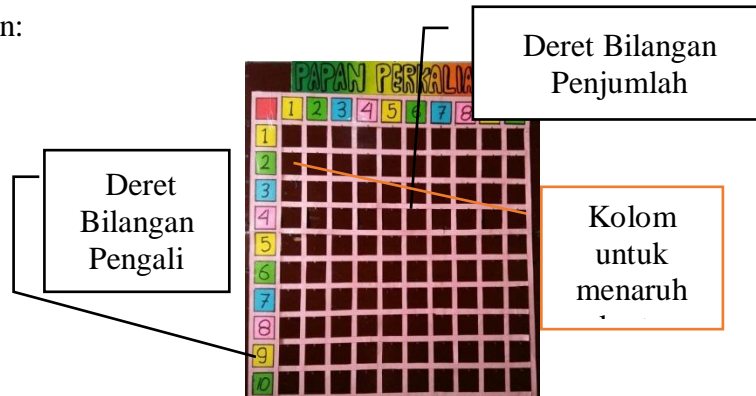 n:
Deret Bilangan
Penjumlah
PAPAN PERKALIA
1 2 3 4 5 6 7 8
1
2
3
4
5
6
7
8
9
10
Deret
Bilangan
Pengali
Kolom
untuk
menaruh